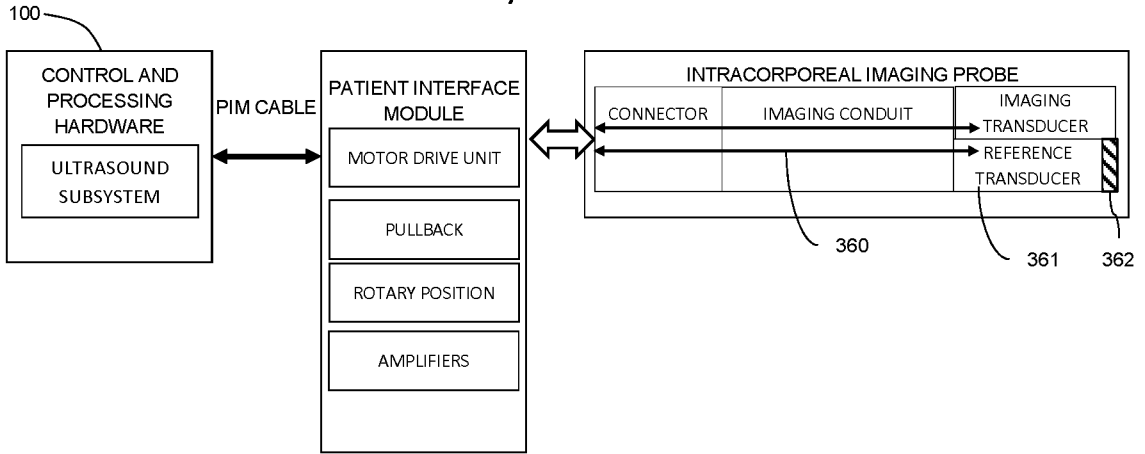 100
CONTROL AND
PROCESSING
HARDWARE
ULTRASOUND
SUBSYSTEM
PIM CABLE
PATIENT INTERFACE
MODULE
MOTOR DRIVE UNIT
PULLBACK
ROTARY POSITION
AMPLIFIERS
INTRACORPOREAL IMAGING PROBE
CONNECTOR
IMAGING CONDUIT
IMAGING
TRANSDUCER
REFERENCE
TRANSDUCER
360
361
362